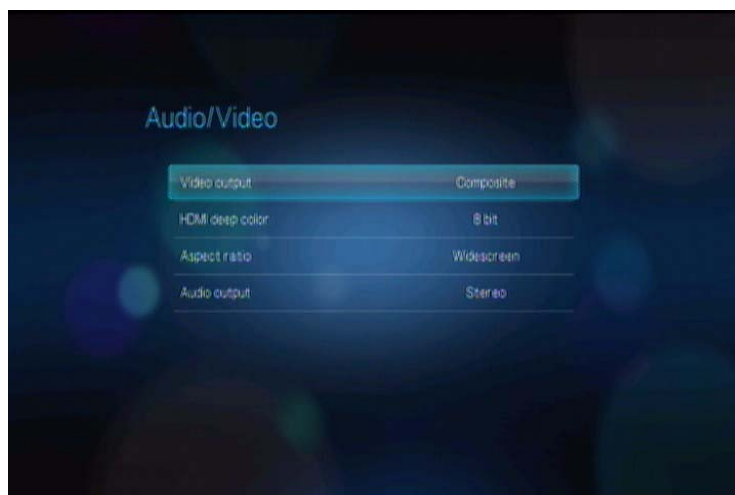 Audio/Video
Video output Composite
HDMI deep color 8 bit
Aspect ratio Widescreen
Audio output Stereo